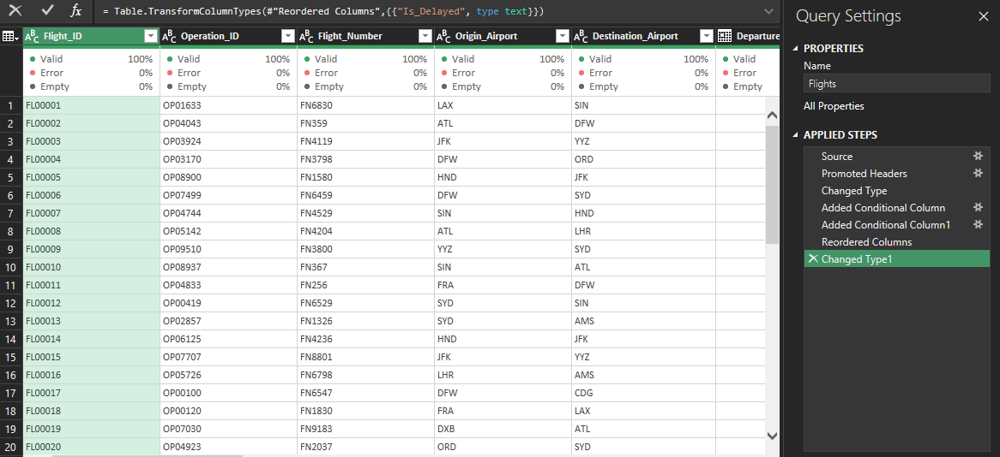 = Table.TransformColumnTypes(#"Reordered Columns",{{"Is_Delayed", type text}})
Query Settings
fx
ABC Flight_ID ABC Operation_ID ABC Flight_Number ABC Origin_Airport ABC Destination_Airport Departure
Valid 100% Valid 100% Valid 100% Valid 100% Valid 100% Valid
Error 0% Error 0% Error 0% Error 0% Error 0% Error
Empty 0% Empty 0% Empty 0% Empty 0% Empty 0% Empty
1 FL00001 OP01633 FN6830 LAX SIN
2 FL00002 OP04043 FN359 ATL DFW
3 FL00003 OP03924 FN4119 JFK YYZ
4 FL00004 OP03170 FN3798 DFW ORD
5 FL00005 OP08900 FN1580 HND JFK
6 FL00006 OP07499 FN6459 DFW SYD
7 FL00007 OP04744 FN4529 SIN HND
8 FL00008 OP05142 FN4204 ATL LHR
9 FL00009 OP09510 FN3800 YYZ SYD
10 FL00010 OP08937 FN367 SIN ATL
11 FL00011 OP04833 FN256 FRA DFW
12 FL00012 OP00419 FN6529 SYD SIN
13 FL00013 OP02857 FN1326 SYD AMS
14 FL00014 OP06125 FN4236 HND JFK
15 FL00015 OP07707 FN8801 JFK YYZ
16 FL00016 OP05726 FN6798 LHR AMS
17 FL00017 OP00100 FN6547 DFW CDG
18 FL00018 OP00120 FN1830 FRA LAX
19 FL00019 OP07030 FN9183 DXB ATL
20 FL00020 OP04923 FN2037 ORD SYD
PROPERTIES
Name
Flights
All Properties
APPLIED STEPS
Source
Promoted Headers
Changed Type
Added Conditional Column
Added Conditional Column1
Reordered Columns
Changed Type1